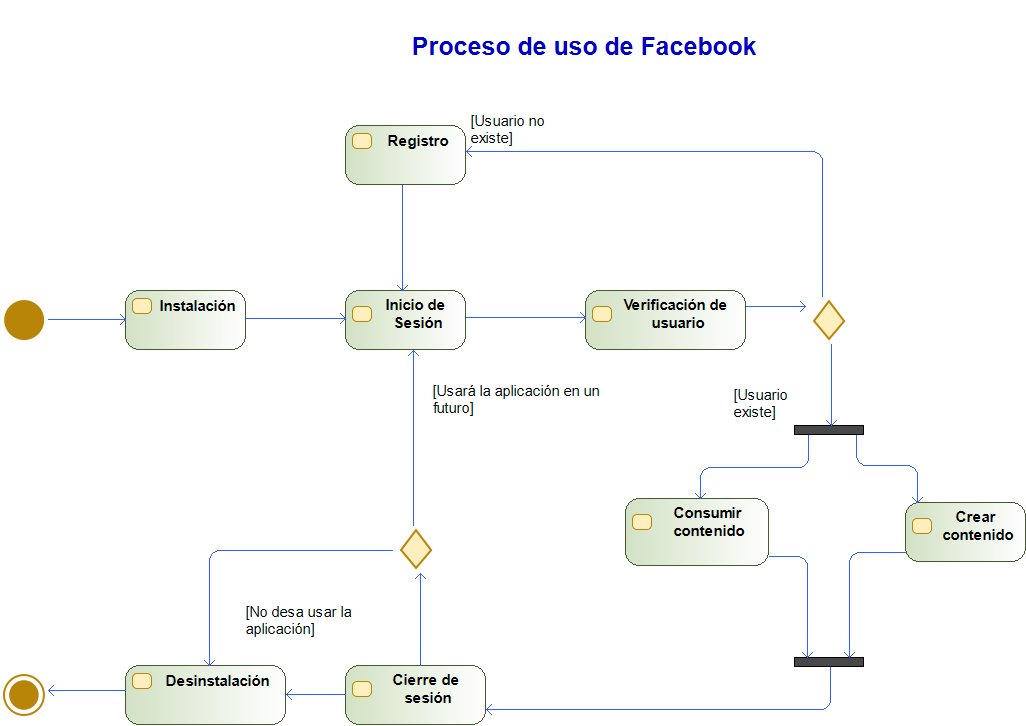 Proceso de uso de Facebook
[Usuario no
existe]
Registro
Instalación
Inicio de
Sesión
Verificación de
usuario
[Usará la aplicación en un
futuro]
[Usuario
existe]
Consumir
contenido
Crear
contenido
[No desa usar la
aplicación]
Desinstalación
Cierre de
sesión